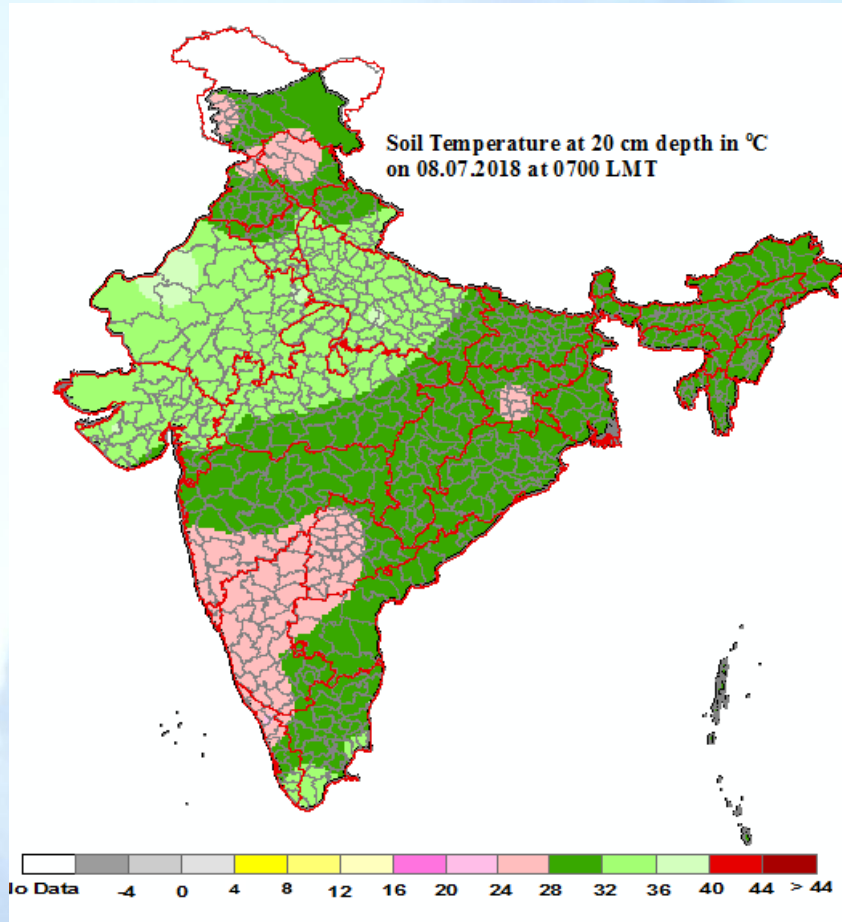 Soil Temperature at 20 cm depth in °C
on 08.07.2018 at 0700 LMT
lo Data -4 0 4 8 12 16 20 24 28 32 36 40 44 > 44